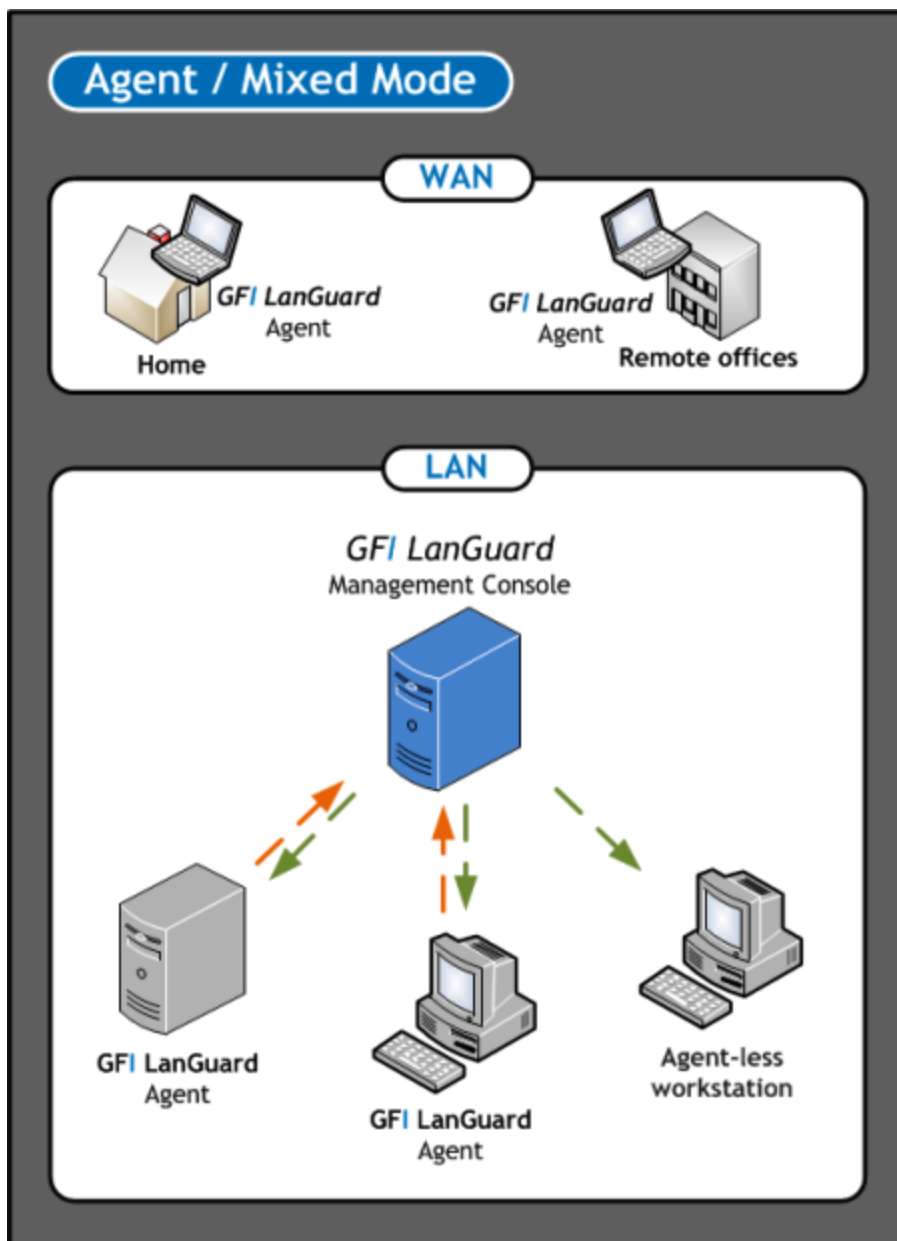 Agent / Mixed Mode
WAN
GFI LanGuard
Agent
Home
GFI LanGuard
Agent
Remote offices
LAN
GFI LanGuard
Management Console
GFI LanGuard
Agent
GFI LanGuard
Agent
Agent-less
workstation